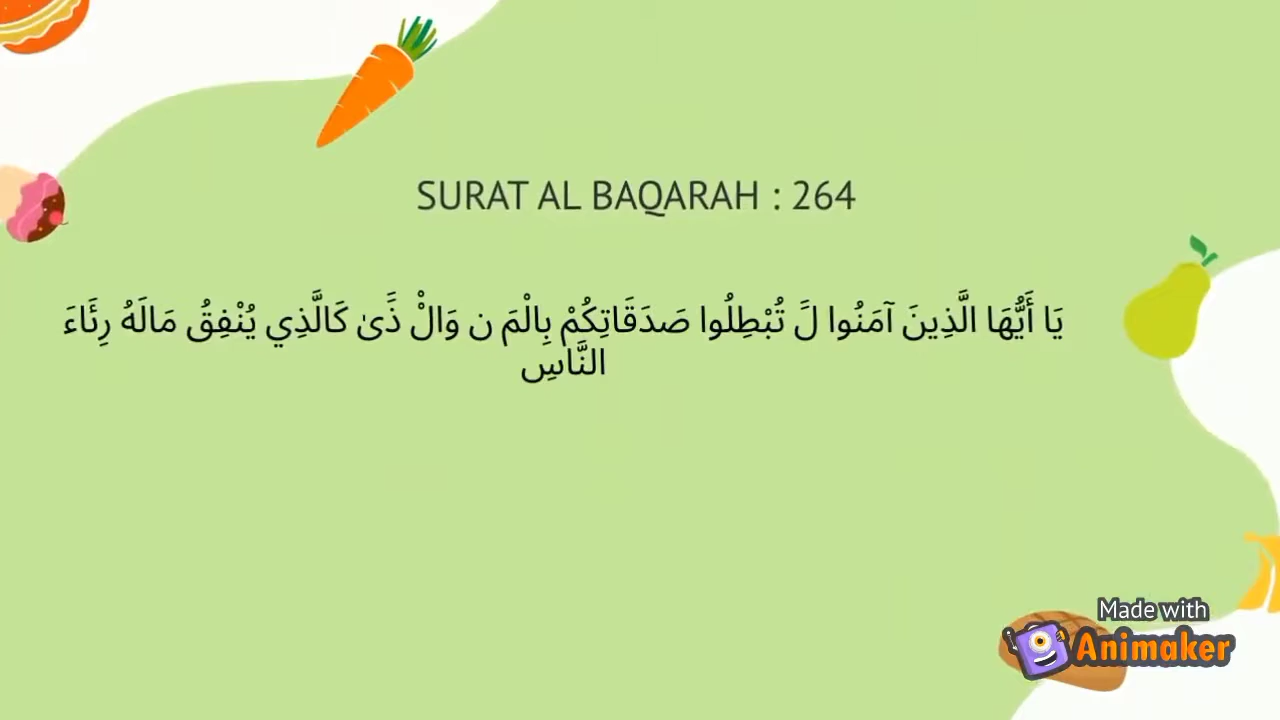 SURAT AL BAQARAH : 264
يَا أَيُّهَا الَّذِينَ آمَنُوا لَ تُبْطِلُوا صَدَقَاتِكُمْ بِالْمَ ن وَالْ ذََىٰ كَالَّذِي يُنْفِقُ مَالَهُ رِئَاءَ
النَّاسِ
Made with
Animaker